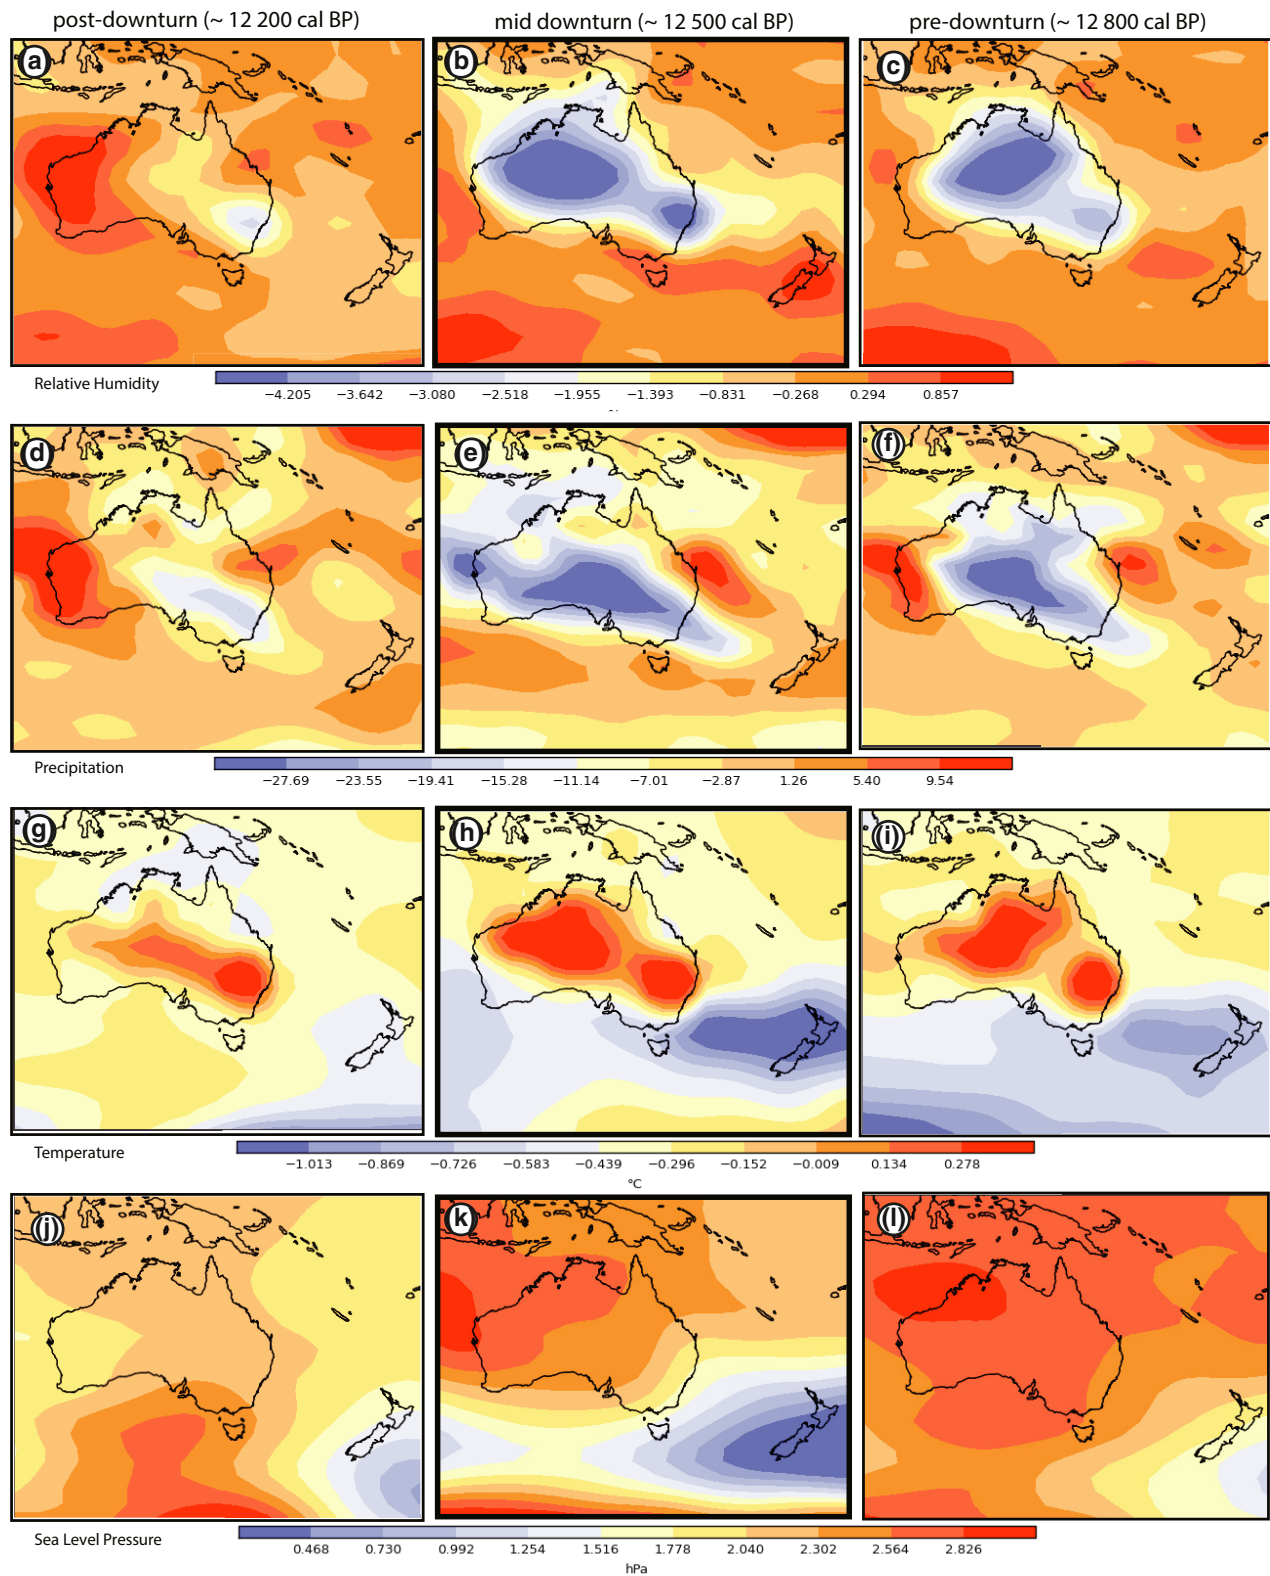 post-downturn (~ 12 200 cal BP) mid downturn (~ 12 500 cal BP) pre-downturn (~ 12 800 cal BP)
a b c
Relative Humidity
−4.205 −3.642 −3.080 −2.518 −1.955 −1.393 −0.831 −0.268 0.294 0.857
d e f
Precipitation
−27.69 −23.55 −19.41 −15.28 −11.14 −7.01 −2.87 1.26 5.40 9.54
g h i
Temperature
−1.013 −0.869 −0.726 −0.583 −0.439 −0.296 −0.152 −0.009 0.134 0.278
°C
j k l
Sea Level Pressure
0.468 0.730 0.992 1.254 1.516 1.778 2.040 2.302 2.564 2.826
hPa